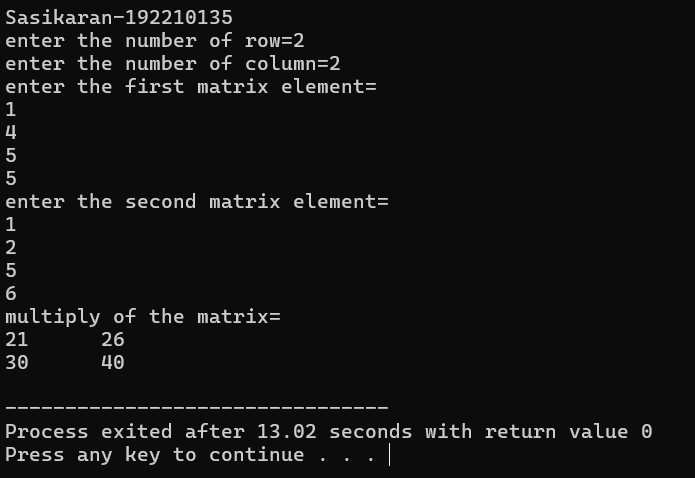 Sasikaran-192210135
enter the number of row=2
enter the number of column=2
enter the first matrix element=
1
4
5
5
enter the second matrix element=
1
2
5
6
multiply of the matrix=
21      26
30      40
--------------------------------
Process exited after 13.02 seconds with return value 0
Press any key to continue . . .